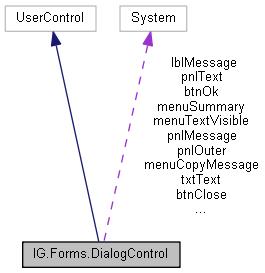 UserControl
System
lblMessage
pnlText
btnOk
menuSummary
menuTextVisible
pnlMessage
pnlOuter
menuCopyMessage
txtText
btnClose
...
IG.Forms.DialogControl